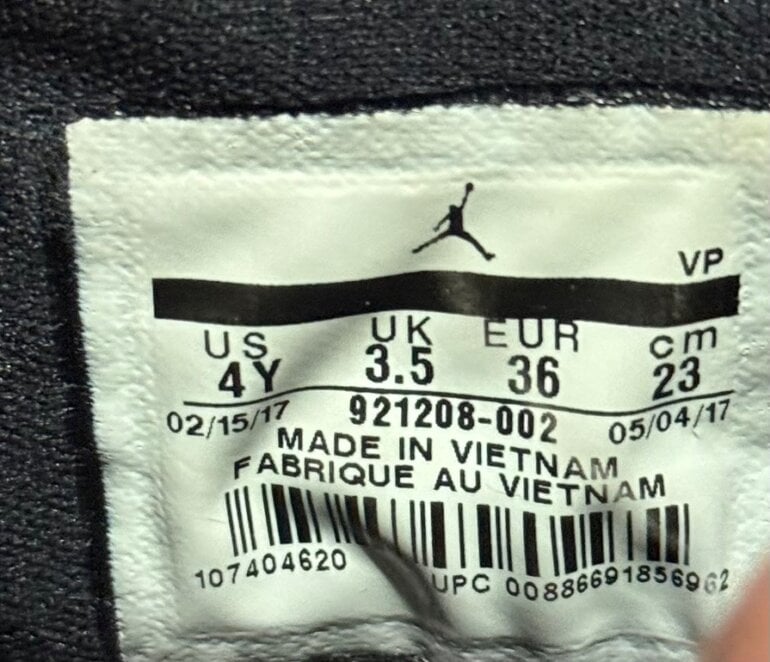 VP
US UK EUR cm
4Y 3.5 36 23
02/15/17 921208-002 05/04/17
MADE IN VIETNAM
FABRIQUE AU VIETNAM
107404620 UPC 00886691856962